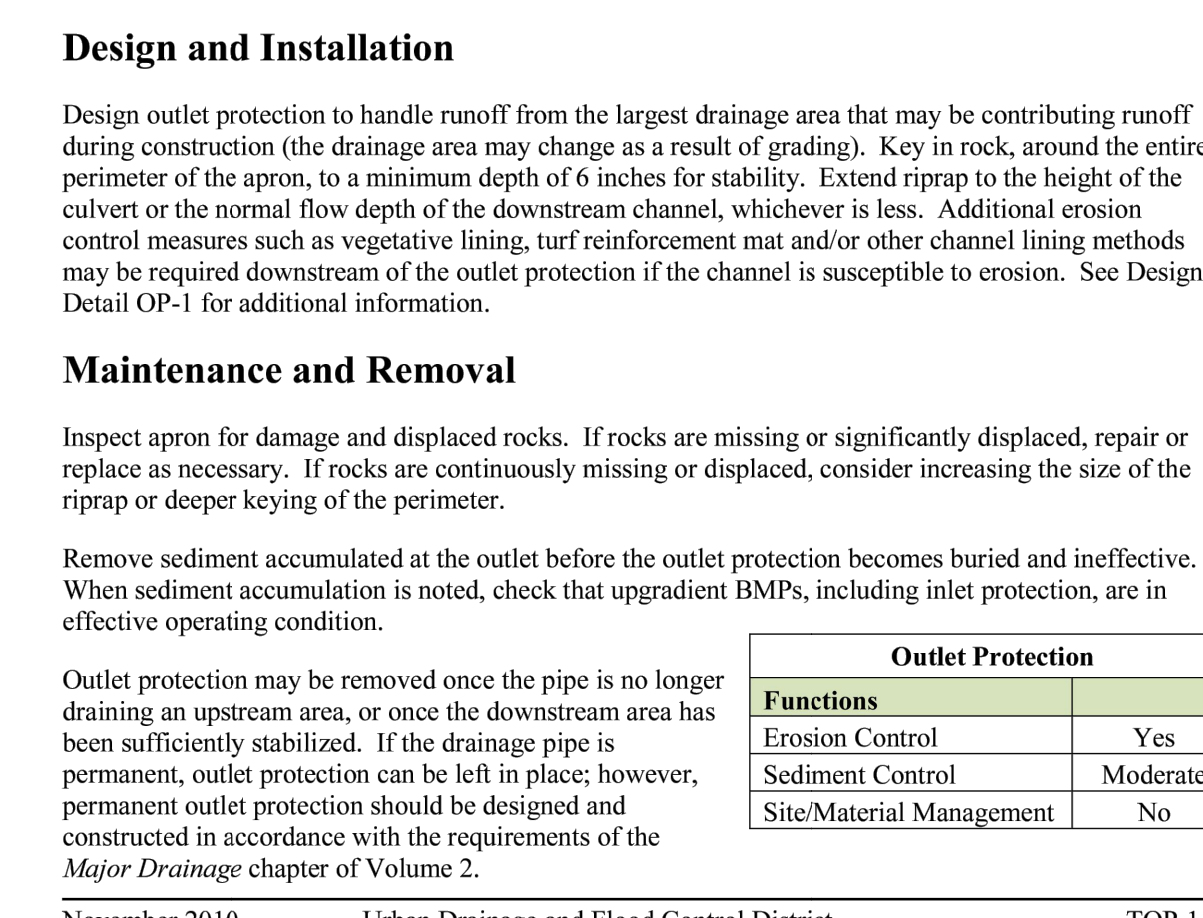 Design and Installation
Design outlet protection to handle runoff from the largest drainage area that may be contributing runoff
during construction (the drainage area may change as a result of grading).  Key in rock, around the entire
perimeter of the apron, to a minimum depth of 6 inches for stability.  Extend riprap to the height of the
culvert or the normal flow depth of the downstream channel, whichever is less.  Additional erosion
control measures such as vegetative lining, turf reinforcement mat and/or other channel lining methods
may be required downstream of the outlet protection if the channel is susceptible to erosion.  See Design
Detail OP-1 for additional information.
Maintenance and Removal
Inspect apron for damage and displaced rocks.  If rocks are missing or significantly displaced, repair or
replace as necessary.  If rocks are continuously missing or displaced, consider increasing the size of the
riprap or deeper keying of the perimeter.
Remove sediment accumulated at the outlet before the outlet protection becomes buried and ineffective.
When sediment accumulation is noted, check that upgradient BMPs, including inlet protection, are in
effective operating condition.
Outlet protection may be removed once the pipe is no longer
draining an upstream area, or once the downstream area has
been sufficiently stabilized.  If the drainage pipe is
permanent, outlet protection can be left in place; however,
permanent outlet protection should be designed and
constructed in accordance with the requirements of the
Major Drainage chapter of Volume 2.
Outlet Protection
Functions
Erosion Control Yes
Sediment Control Moderate
Site/Material Management No
November 2010 Urban Drainage and Flood Control District TOP-1